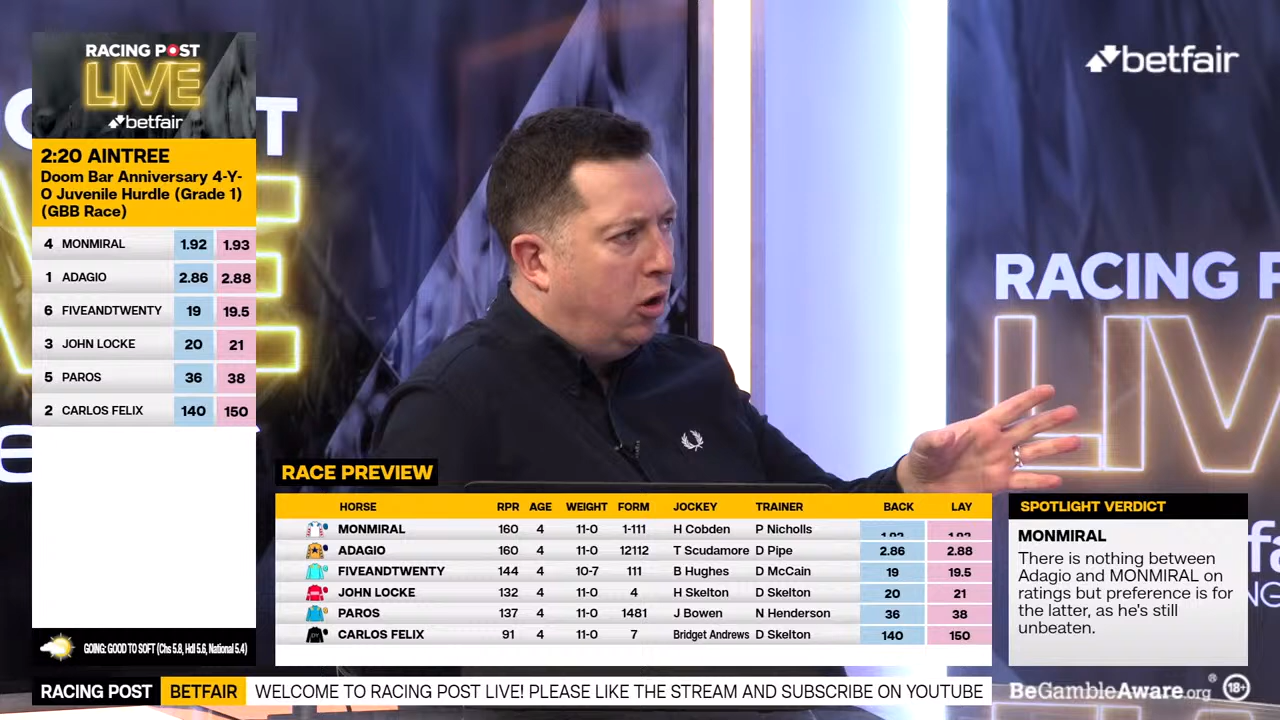 RACING POST
LIVE
betfair
2:20 AINTREE
Doom Bar Anniversary 4-Y-
O Juvenile Hurdle (Grade 1)
(GBB Race)
4 MONMIRAL 1.92 1.93
1 ADAGIO 2.86 2.88
6 FIVEANDTWENTY 19 19.5
3 JOHN LOCKE 20 21
5 PAROS 36 38
2 CARLOS FELIX 140 150
GOING: GOOD TO SOFT (Chs 5.8, Hdl 5.6, National 5.4)
betfair
RACING P
LIV
RACE PREVIEW
HORSE RPR AGE WEIGHT FORM JOCKEY TRAINER BACK LAY
MONMIRAL 160 4 11-0 1-111 H Cobden P Nicholls
ADAGIO 160 4 11-0 12112 T Scudamore D Pipe 2.86 2.88
FIVEANDTWENTY 144 4 10-7 111 B Hughes D McCain 19 19.5
JOHN LOCKE 132 4 11-0 4 H Skelton D Skelton 20 21
PAROS 137 4 11-0 1481 J Bowen N Henderson 36 38
CARLOS FELIX 91 4 11-0 7 Bridget Andrews D Skelton 140 150
SPOTLIGHT VERDICT
MONMIRAL
There is nothing between
Adagio and MONMIRAL on
ratings but preference is for
the latter, as he's still
unbeaten.
RACING POST BETFAIR WELCOME TO RACING POST LIVE! PLEASE LIKE THE STREAM AND SUBSCRIBE ON YOUTUBE
BeGambleAware.org® 18+